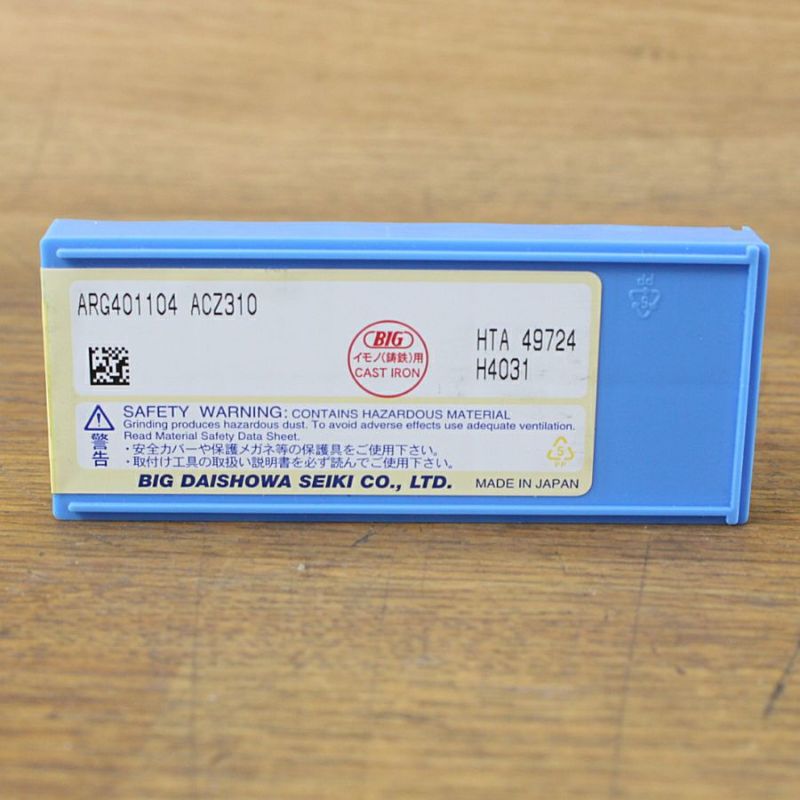 ARG401104 ACZ310
BIG
イモノ(鋳鉄)用
CAST IRON
HTA 49724
H4031
警告
SAFETY WARNING: CONTAINS HAZARDOUS MATERIAL
Grinding produces hazardous dust. To avoid adverse effects use adequate ventilation.
Read Material Safety Data Sheet.
・安全カバーや保護メガネ等の保護具をご使用下さい。
・取付け工具の取扱い説明書を必ず読んでご使用下さい。
5
PP
BIG DAISHOWA SEIKI CO., LTD.
MADE IN JAPAN
PP
5